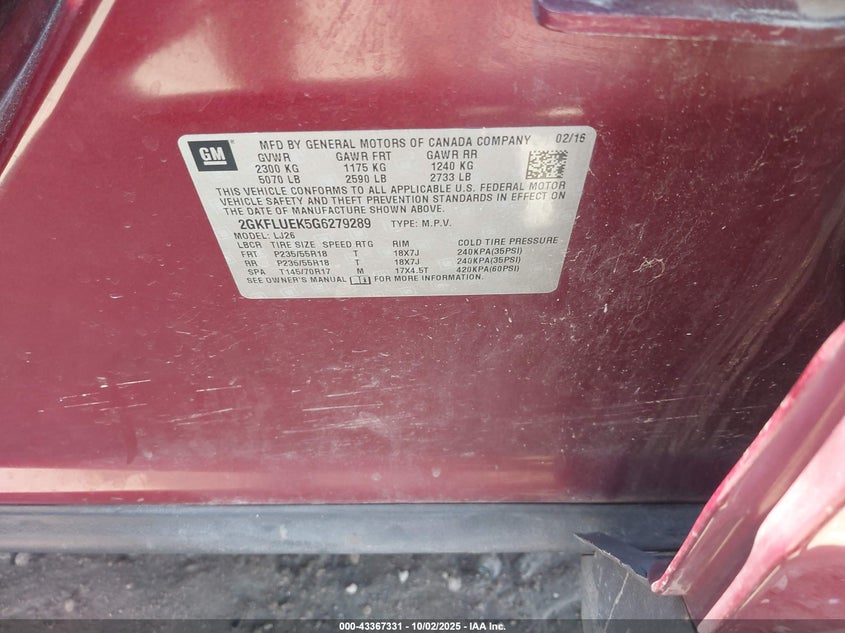 GM MFD BY GENERAL MOTORS OF CANADA COMPANY 02/16
GVWR GAWR FRT GAWR RR
2300 KG 1175 KG 1240 KG
5070 LB 2590 LB 2733 LB
THIS VEHICLE CONFORMS TO ALL APPLICABLE U.S. FEDERAL MOTOR
VEHICLE SAFETY AND THEFT PREVENTION STANDARDS IN EFFECT ON
THE DATE OF MANUFACTURE SHOWN ABOVE.
2GKFLUEK5G6279289 TYPE: M.P.V.
MODEL: LJ26
LBCR TIRE SIZE SPEED RTG RIM COLD TIRE PRESSURE
FRT P235/55R18 T 18X7J 240KPA(35PSI)
RR P235/55R18 T 18X7J 240KPA(35PSI)
SPA T145/70R17 M 17X4.5T 420KPA(60PSI)
SEE OWNER'S MANUAL FOR MORE INFORMATION.
000-43367331 - 10/02/2025 - IAA Inc.